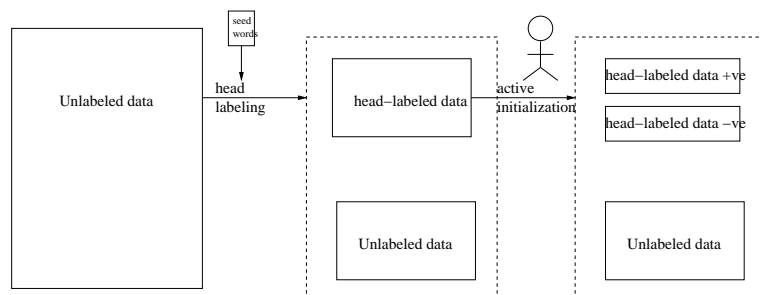 seed
words
Unlabeled data
head
labeling
head−labeled data
Unlabeled data
active
initialization
head−labeled data +ve
head−labeled data −ve
Unlabeled data